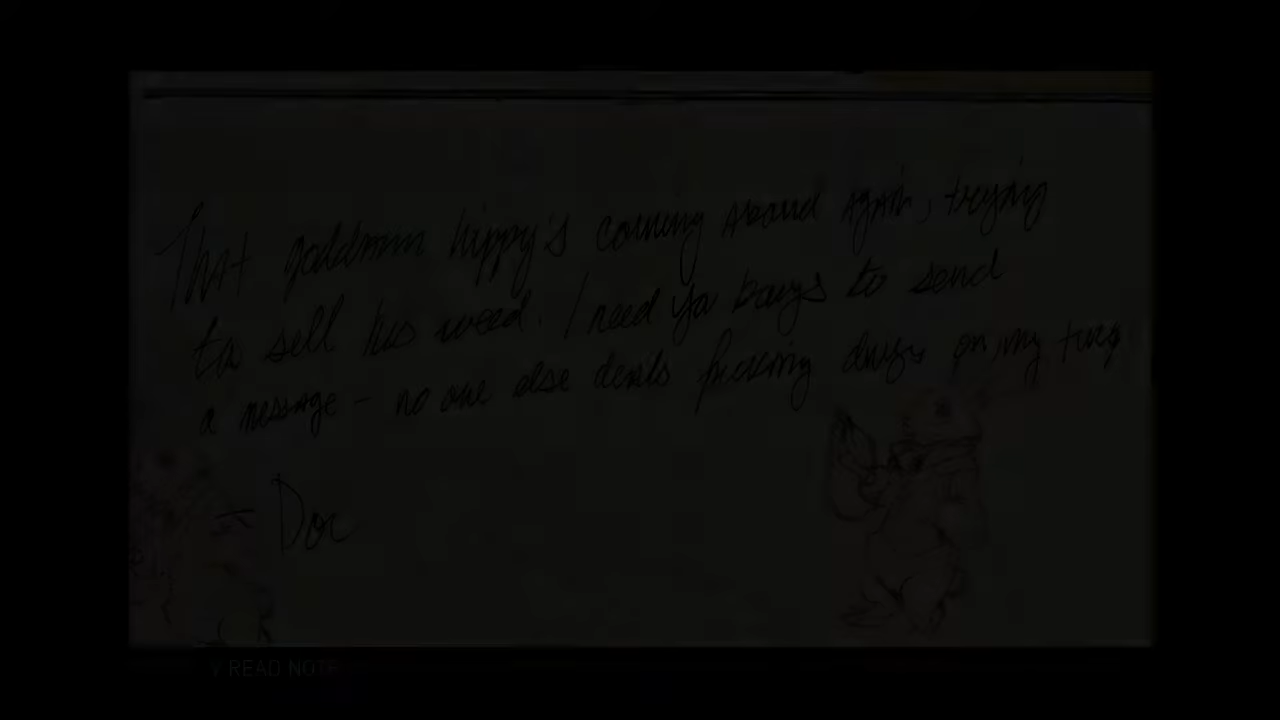 That goddamn hippy's coming around again, trying
to sell his weed. I need ya boys to send
a message - no one else deals fucking drugs on my turf
- Doc
Y READ NOTE